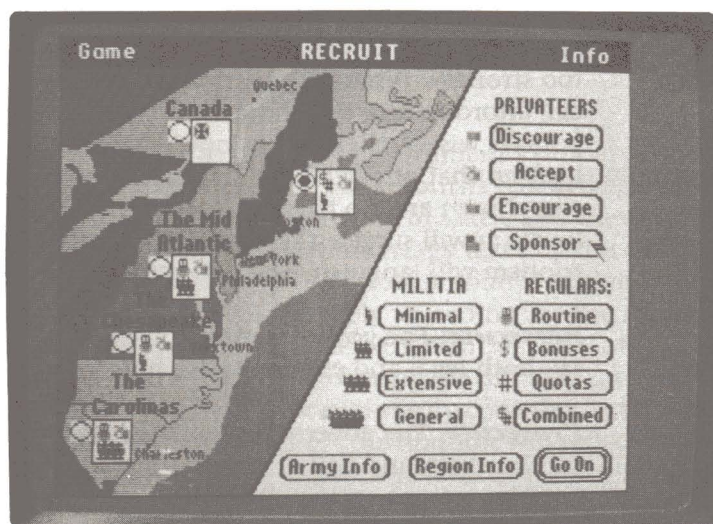 Game RECRUIT Info
Quebec
Canada
PRIVATEERS
Discourage
Accept
Encourage
Sponsor
The Mid
Atlantic
New York
Philadelphia
MILITIA REGULARS:
Minimal Routine
$ Bonuses
Limited
Extensive # Quotas
General Combined
The
Carolinas
Charleston
Army Info Region Info Go On